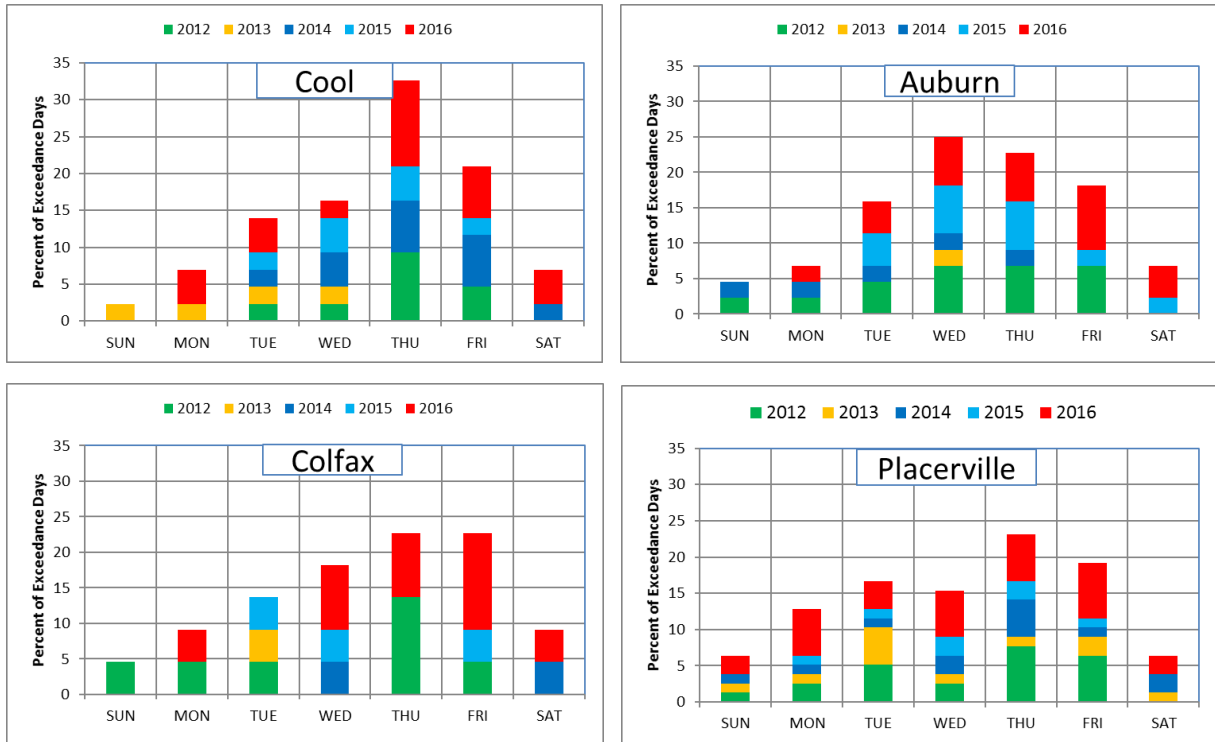 2012 2013 2014 2015 2016
Cool
Percent of Exceedance Days
35
30
25
20
15
10
5
0
SUN MON TUE WED THU FRI SAT
2012 2013 2014 2015 2016
Auburn
Percent of Exceedance Days
35
30
25
20
15
10
5
0
SUN MON TUE WED THU FRI SAT
2012 2013 2014 2015 2016
Colfax
Percent of Exceedance Days
35
30
25
20
15
10
5
0
SUN MON TUE WED THU FRI SAT
2012 2013 2014 2015 2016
Placerville
Percent of Exceedance Days
35
30
25
20
15
10
5
0
SUN MON TUE WED THU FRI SAT